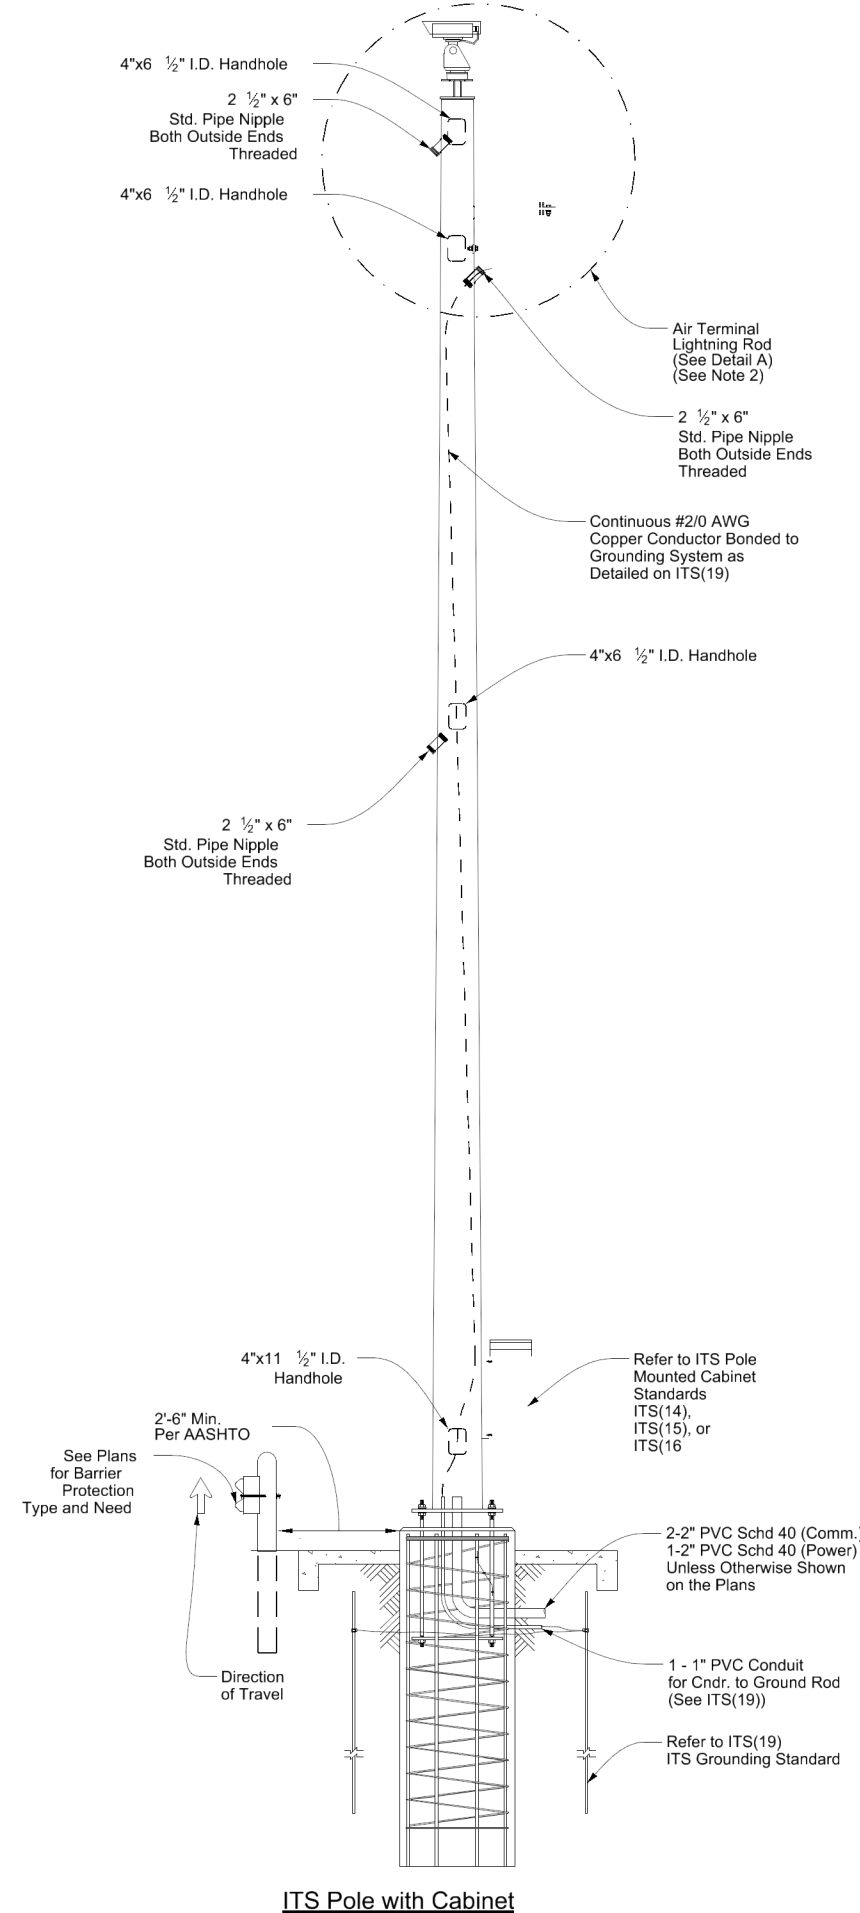 4"x6 ½" I.D. Handhole
2 ½" x 6"
Std. Pipe Nipple
Both Outside Ends
Threaded
4"x6 ½" I.D. Handhole
Air Terminal
Lightning Rod
(See Detail A)
(See Note 2)
2 ½" x 6"
Std. Pipe Nipple
Both Outside Ends
Threaded
Continuous #2/0 AWG
Copper Conductor Bonded to
Grounding System as
Detailed on ITS(19)
4"x6 ½" I.D. Handhole
2 ½" x 6"
Std. Pipe Nipple
Both Outside Ends
Threaded
4"x11 ½" I.D.
Handhole
Refer to ITS Pole
Mounted Cabinet
Standards
ITS(14),
ITS(15), or
ITS(16
2'-6" Min.
Per AASHTO
See Plans
for Barrier
Protection
Type and Need
2-2" PVC Schd 40 (Comm.)
1-2" PVC Schd 40 (Power)
Unless Otherwise Shown
on the Plans
Direction
of Travel
1 - 1" PVC Conduit
for Cndr. to Ground Rod
(See ITS(19))
Refer to ITS(19)
ITS Grounding Standard
ITS Pole with Cabinet